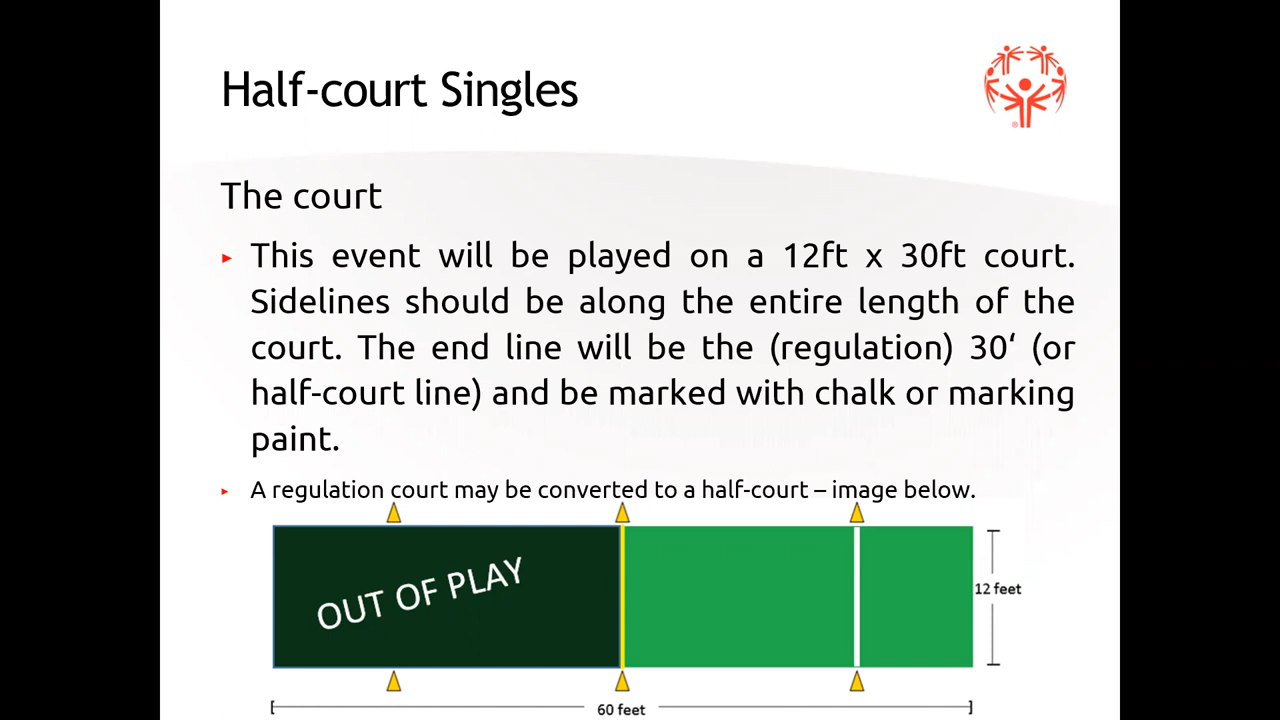 Half-court Singles
The court
This event will be played on a 12ft x 30ft court.
Sidelines should be along the entire length of the
court. The end line will be the (regulation) 30‘ (or
half-court line) and be marked with chalk or marking
paint.
A regulation court may be converted to a half-court – image below.
OUT OF PLAY
12 feet
60 feet